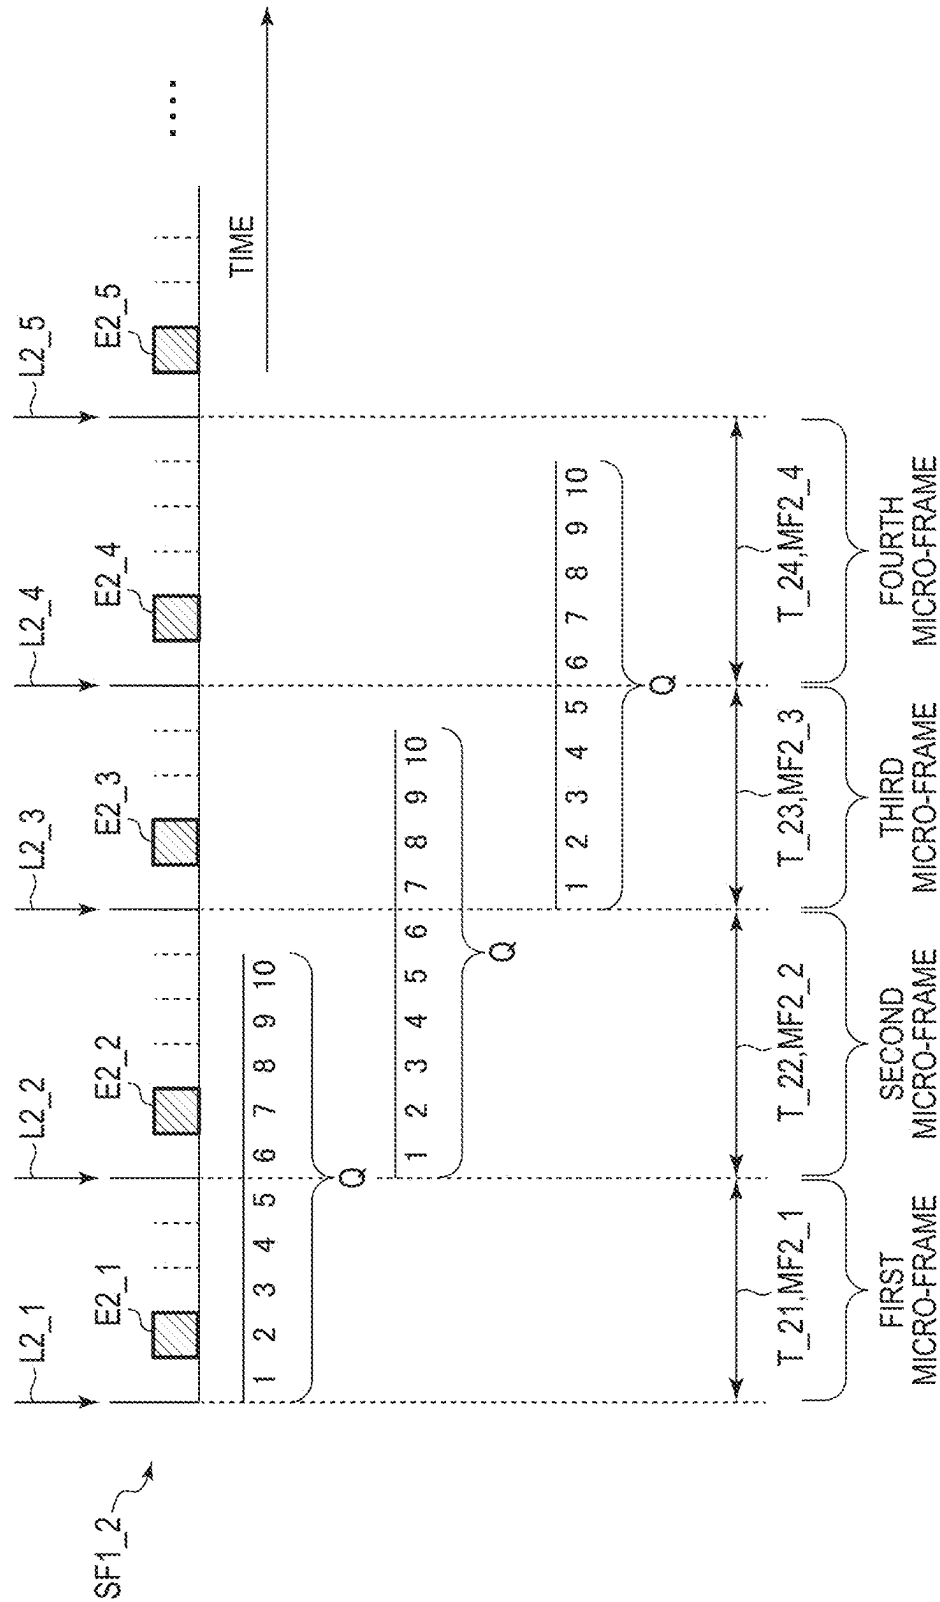 SF1_2
L2_1 L2_2 L2_3 L2_4 L2_5
E2_1 E2_2 E2_3 E2_4 E2_5
....
TIME
1 2 3 4 5 6 7 8 9 10
Q
1 2 3 4 5 6 7 8 9 10
Q
1 2 3 4 5 6 7 8 9 10
Q
T_21,MF2_1 T_22,MF2_2 T_23,MF2_3 T_24,MF2_4
FIRST
MICRO-FRAME
SECOND
MICRO-FRAME
THIRD
MICRO-FRAME
FOURTH
MICRO-FRAME